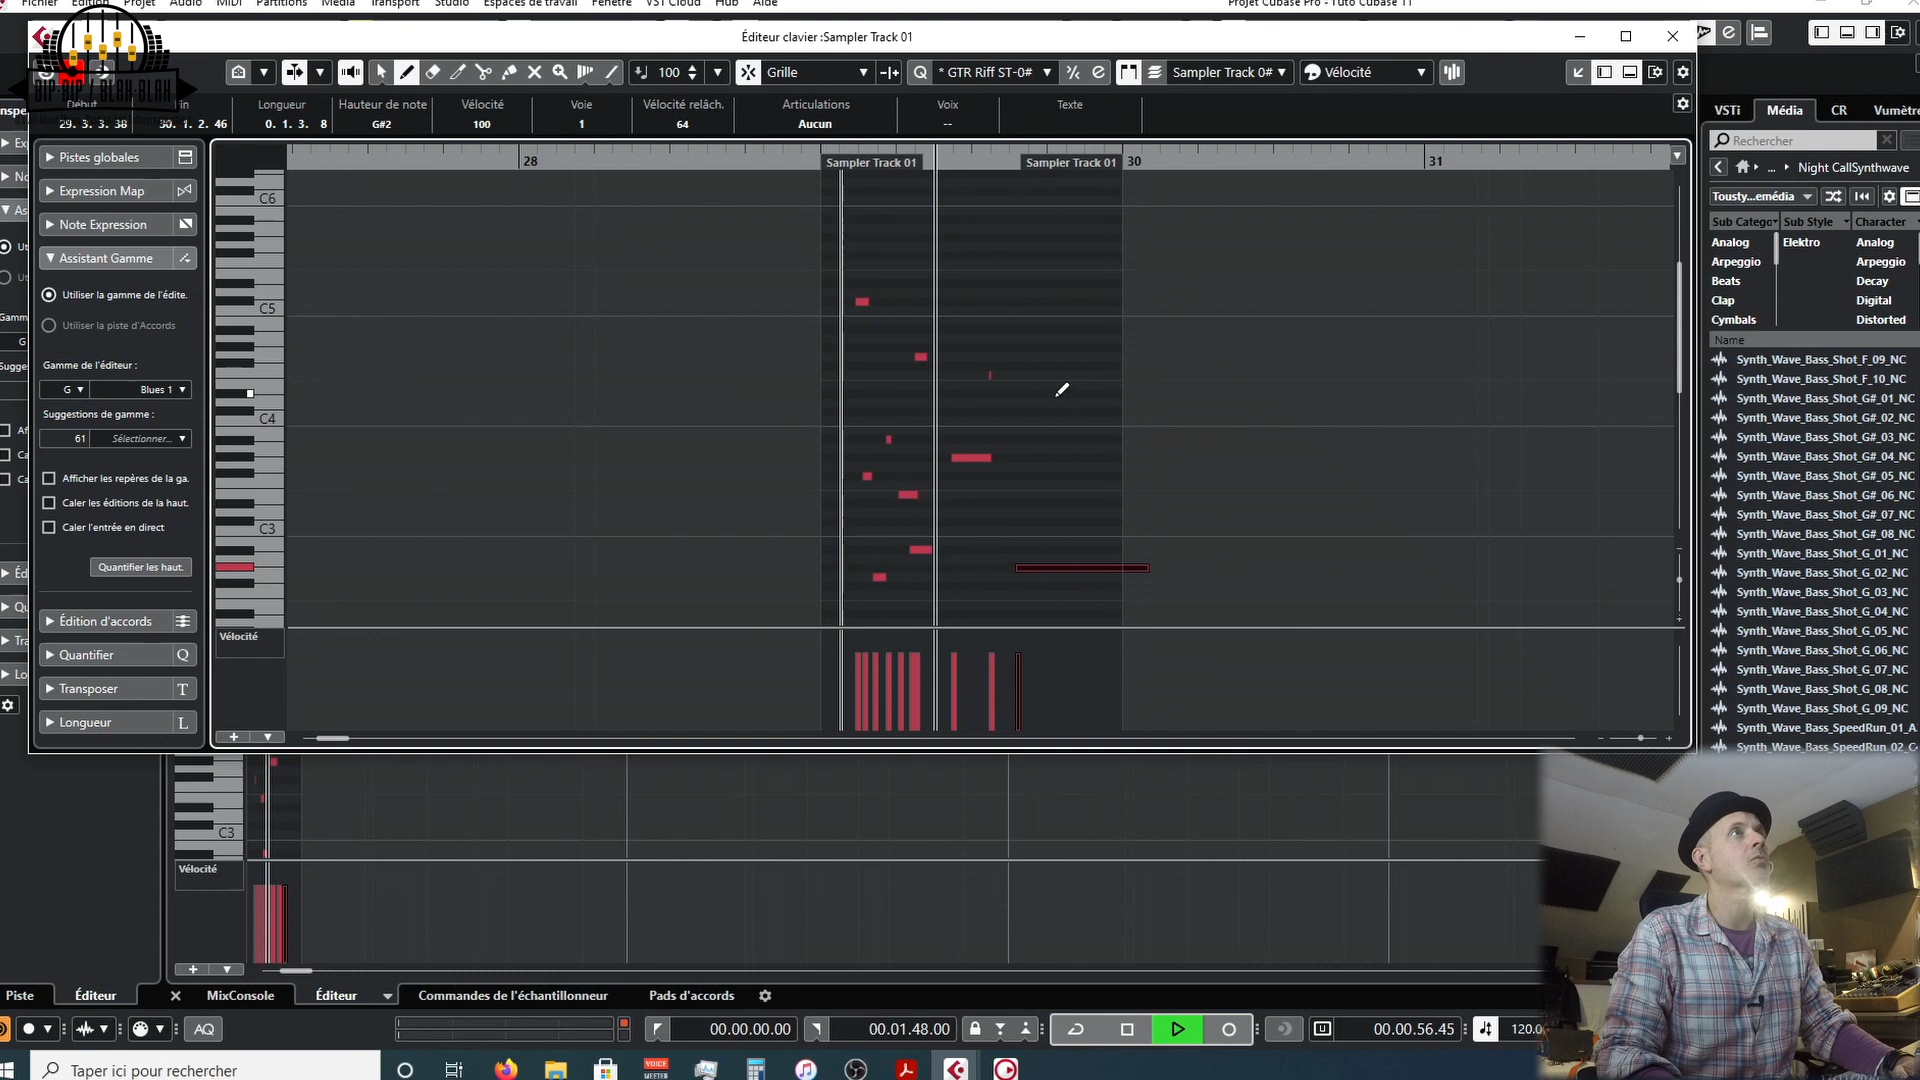 Fichier Edition Projet Audio MIDI Partitions Média Transport Studio Espaces de travail Fenêtre VST Cloud Hub Aide
Projet Cubase Pro - Tuto Cubase 11
Éditeur clavier :Sampler Track 01
BIP-BIP / BLAH-BLAH
100 Grille * GTR Riff ST-0# Sampler Track 0# Vélocité
Début Fin Longueur Hauteur de note Vélocité Voie Vélocité relâch. Articulations Voix Texte
29. 3. 3. 38 30. 1. 2. 46 0. 1. 3. 8 G#2 100 1 64 Aucun --
VSTi Média CR Vumètre
Rechercher
... Night CallSynthwave
Tousty...emédia
Sub Catego Sub Style Character
Analog Elektro Analog
Arpeggio Arpeggio
Beats Decay
Clap Digital
Cymbals Distorted
Name
Synth_Wave_Bass_Shot_F_09_NC
Synth_Wave_Bass_Shot_F_10_NC
Synth_Wave_Bass_Shot_G#_01_NC
Synth_Wave_Bass_Shot_G#_02_NC
Synth_Wave_Bass_Shot_G#_03_NC
Synth_Wave_Bass_Shot_G#_04_NC
Synth_Wave_Bass_Shot_G#_05_NC
Synth_Wave_Bass_Shot_G#_06_NC
Synth_Wave_Bass_Shot_G#_07_NC
Synth_Wave_Bass_Shot_G#_08_NC
Synth_Wave_Bass_Shot_G_01_NC
Synth_Wave_Bass_Shot_G_02_NC
Synth_Wave_Bass_Shot_G_03_NC
Synth_Wave_Bass_Shot_G_04_NC
Synth_Wave_Bass_Shot_G_05_NC
Synth_Wave_Bass_Shot_G_06_NC
Synth_Wave_Bass_Shot_G_07_NC
Synth_Wave_Bass_Shot_G_08_NC
Synth_Wave_Bass_Shot_G_09_NC
Synth_Wave_Bass_SpeedRun_01_A
Synth_Wave_Bass_SpeedRun_02_C
Pistes globales
Expression Map
Note Expression
Assistant Gamme
Utiliser la gamme de l'édite.
Utiliser la piste d'Accords
Gamme de l'éditeur :
G Blues 1
Suggestions de gamme :
61 Sélectionner...
Afficher les repères de la ga.
Caler les éditions de la haut.
Caler l'entrée en direct
Quantifier les haut.
Édition d'accords
Quantifier Q
Transposer T
Longueur L
28 30 31
Sampler Track 01 Sampler Track 01
C6
C5
C4
C3
Vélocité
C3
Vélocité
Piste Éditeur MixConsole Éditeur Commandes de l'échantillonneur Pads d'accords
AQ 00.00.00.00 00.01.48.00 00.00.56.45 120.0
Taper ici pour rechercher
VOICE
MEETER